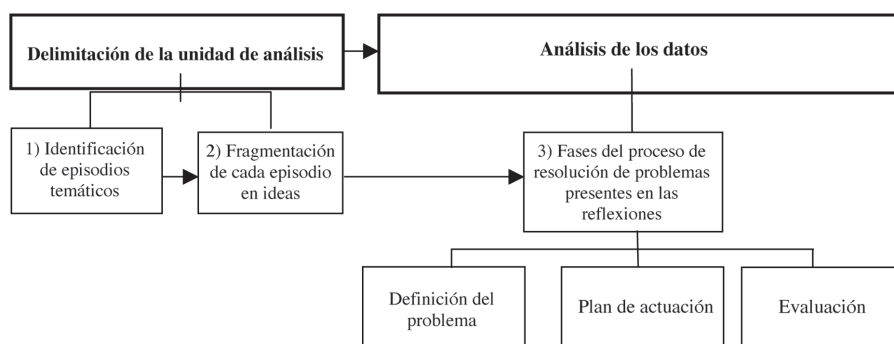 Delimitación de la unidad de análisis
Análisis de los datos
1) Identificación
de episodios
temáticos
2) Fragmentación
de cada episodio
en ideas
3) Fases del proceso de
resolución de problemas
presentes en las
reflexiones
Definición del
problema
Plan de actuación
Evaluación